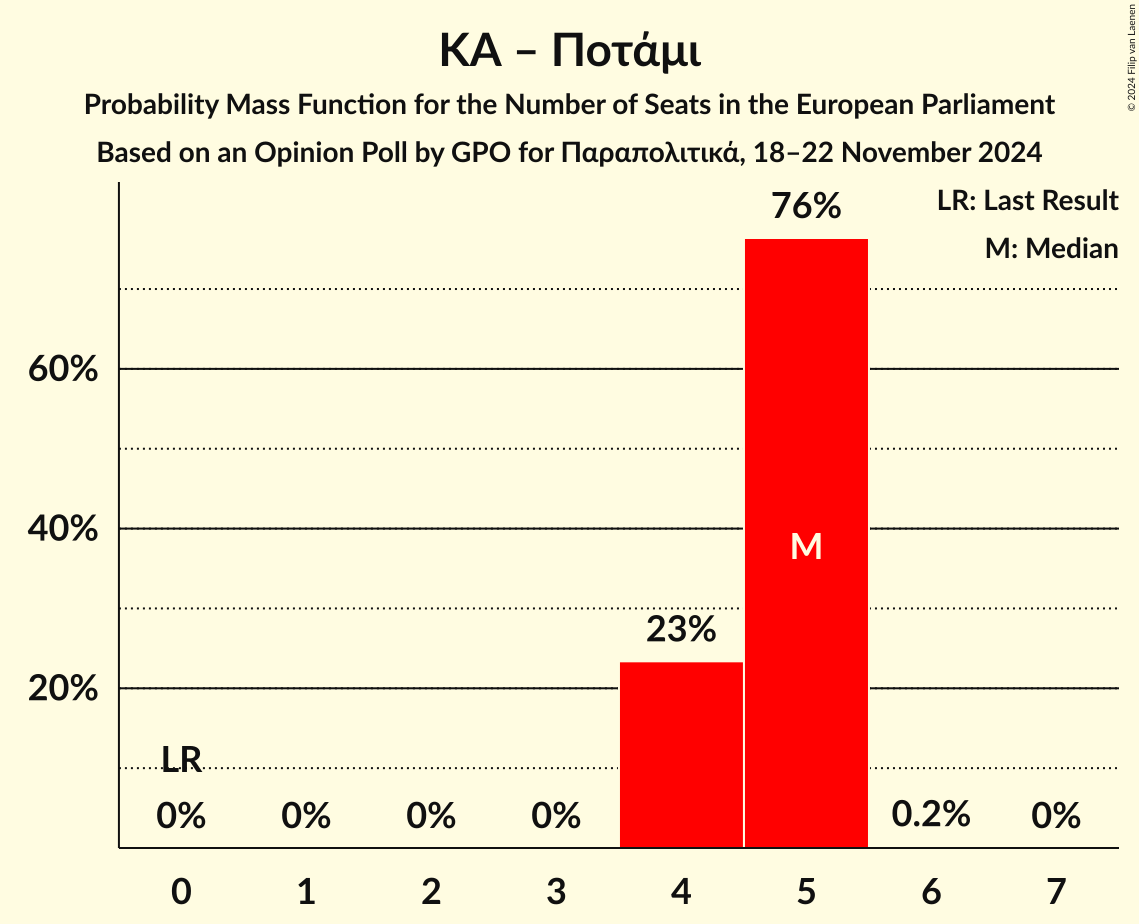 ΚΑ – Ποτάμι
Probability Mass Function for the Number of Seats in the European Parliament
Based on an Opinion Poll by GPO for Παραπολιτικά, 18–22 November 2024
© 2024 Filip van Laenen
LR: Last Result
M: Median
76%
60%
40%
M
23%
20%
LR
0% 0% 0% 0% 0.2% 0%
0 1 2 3 4 5 6 7